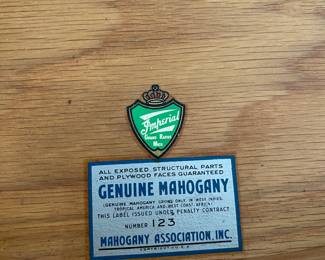 Imperial
Grand Rapids
Mich.
ALL EXPOSED STRUCTURAL PARTS
AND PLYWOOD FACES GUARANTEED
GENUINE MAHOGANY
(GENUINE MAHOGANY GROWS ONLY IN WEST INDIES,
TROPICAL AMERICA AND WEST COAST AFRICA)
THIS LABEL ISSUED UNDER PENALTY CONTRACT
NUMBER 123
MAHOGANY ASSOCIATION, INC.